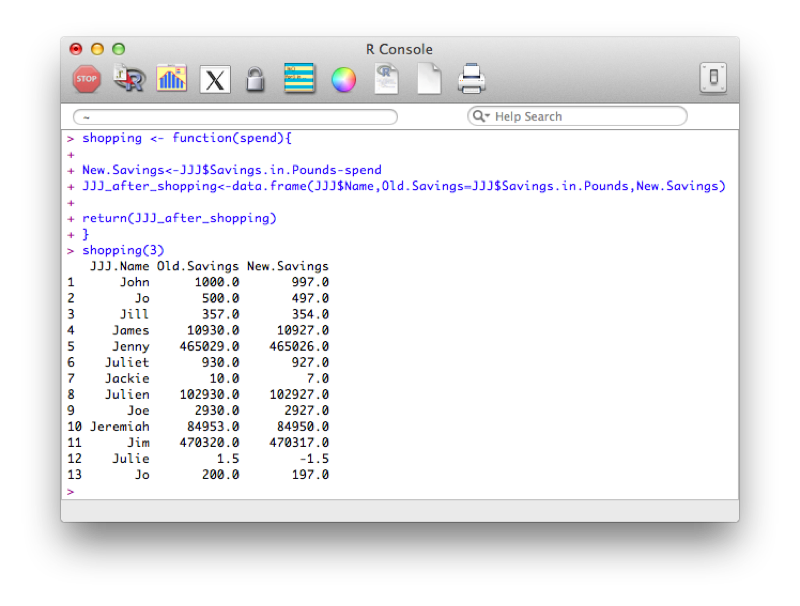 R Console
STOP
R
X
R
~
Help Search
> shopping <- function(spend){
+
+ New.Savings<-JJJ$Savings.in.Pounds-spend
+ JJJ_after_shopping<-data.frame(JJJ$Name,Old.Savings=JJJ$Savings.in.Pounds,New.Savings)
+
+ return(JJJ_after_shopping)
+ }
> shopping(3)
JJJ.Name Old.Savings New.Savings
1 John 1000.0 997.0
2 Jo 500.0 497.0
3 Jill 357.0 354.0
4 James 10930.0 10927.0
5 Jenny 465029.0 465026.0
6 Juliet 930.0 927.0
7 Jackie 10.0 7.0
8 Julien 102930.0 102927.0
9 Joe 2930.0 2927.0
10 Jeremiah 84953.0 84950.0
11 Jim 470320.0 470317.0
12 Julie 1.5 -1.5
13 Jo 200.0 197.0
>